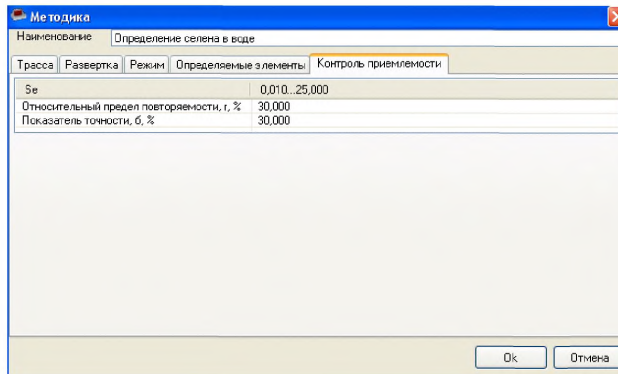 Методика
Наименование Определение селена в воде
Трасса Развертка Режим Определяемые элементы Контроль приемлемости
Se 0,010...25,000
Относительный предел повторяемости, r, % 30,000
Показатель точности, б, % 30,000
Ok Отмена